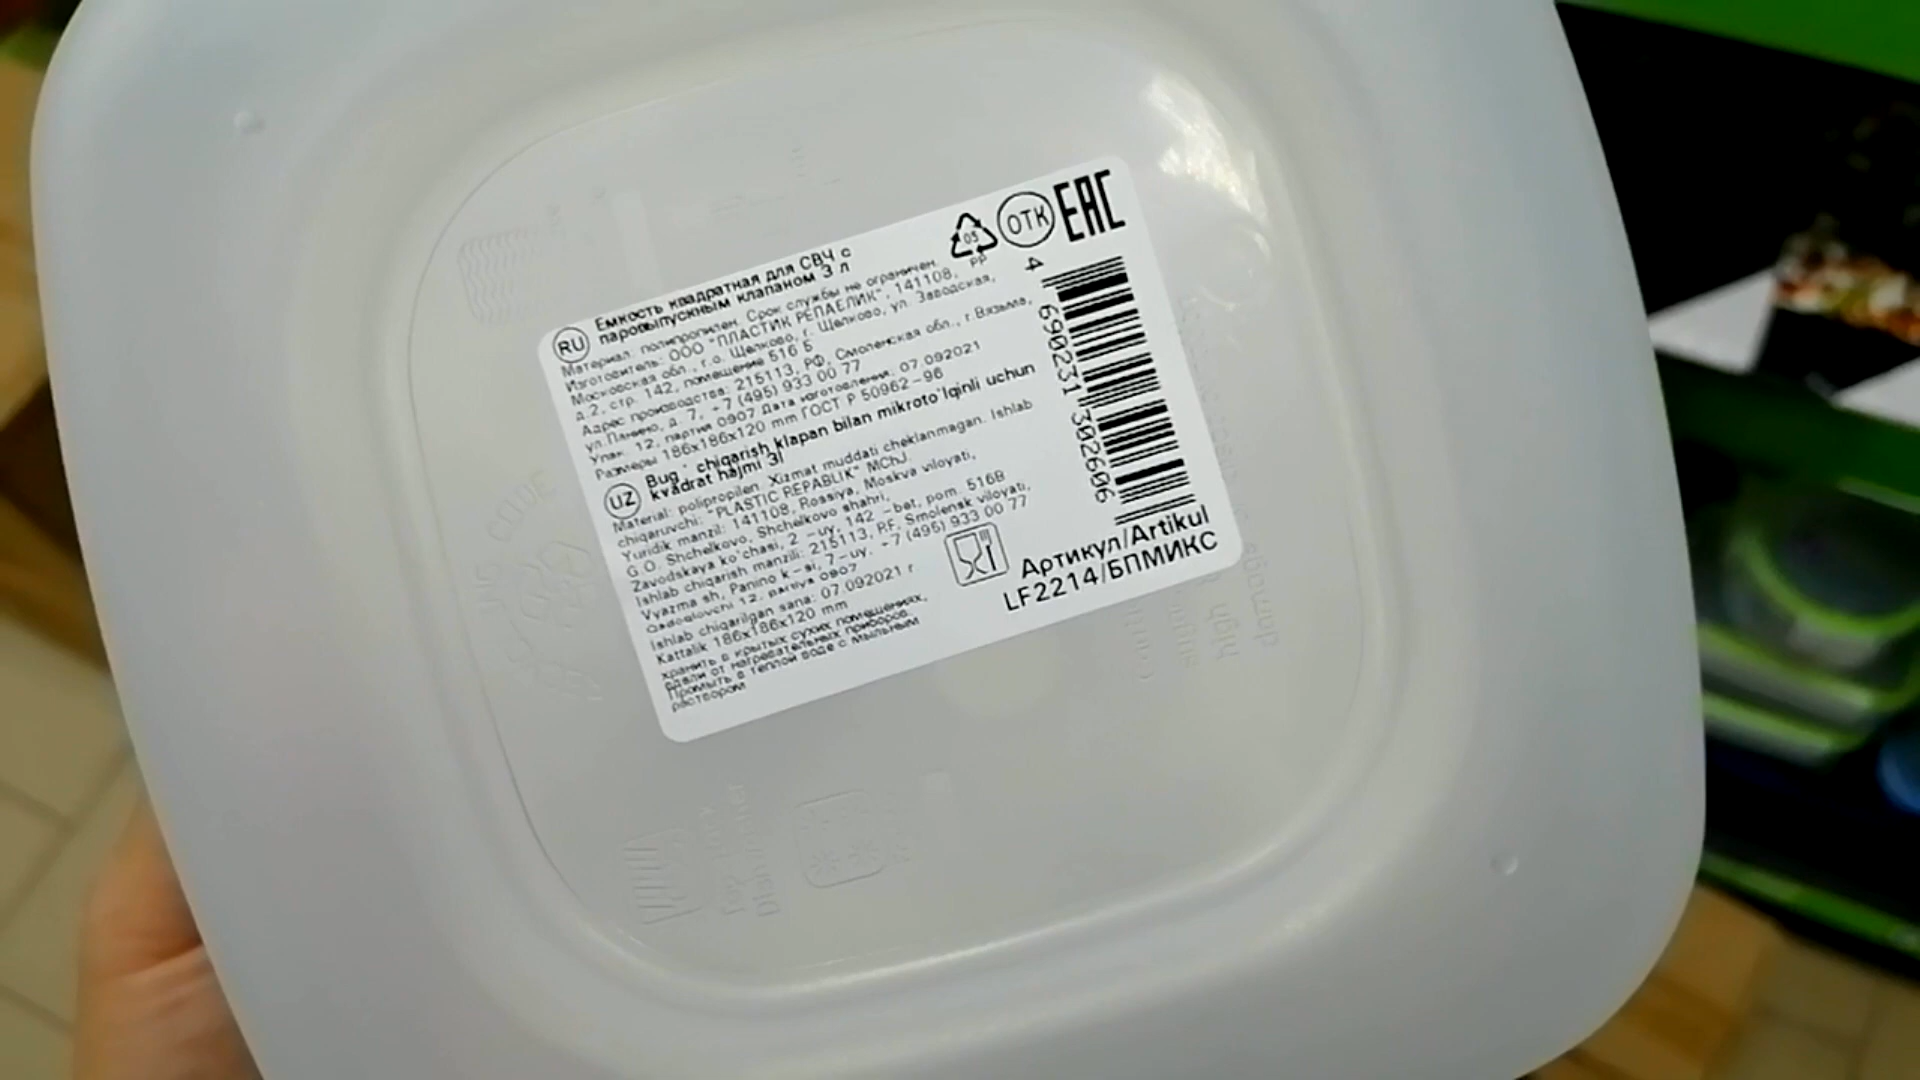 RU
Емкость квадратная для СВЧ с
паровыпускным клапаном 3 л
Материал: полипропилен. Срок службы не ограничен.
Изготовитель: ООО "ПЛАСТИК РЕПАБЛИК", 141108,
Московская обл., г.о. Щелково, г. Щелково, ул. Заводская,
д.2, стр. 142, помещение 516 Б
Адрес производства: 215113, РФ, Смоленская обл., г.Вязьма,
ул.Панино, д. 7, +7 (495) 933 00 77
Упак. 12, партия 0907 Дата изготовления: 07.092021
Размеры 186x186x120 mm ГОСТ Р 50962-96
UZ
Bug` chiqarish klapan bilan mikroto`lqinli uchun
kvadrat hajmi 3l
Material: polipropilen. Xizmat muddati cheklanmagan. Ishlab
chiqaruvchi: "PLASTIC REPABLIK" MChJ.
Yuridik manzil: 141108, Rossiya, Moskva viloyati,
G.O. Shchelkovo, Shchelkovo shahri,
Zavodskaya ko`chasi, 2 -uy, 142 -bet, pom. 516B
Ishlab chiqarish manzili: 215113, P.F, Smolensk viloyati,
Vyazma sh, Panino k-si, 7-uy. +7 (495) 933 00 77
Qadoqlovchi 12, partiya 0907
Ishlab chiqarilgan sana: 07.092021 г
Kattalik 186x186x120 mm
хранить в крытых сухих помещениях,
вдали от нагревательных приборов.
Промыть в теплой воде с мыльным
раствором
05
PP
ОТК
EAC
4 690231 302606
Артикул/Artikul
LF2214/БПМИКС
Top Rack
Dishwasher